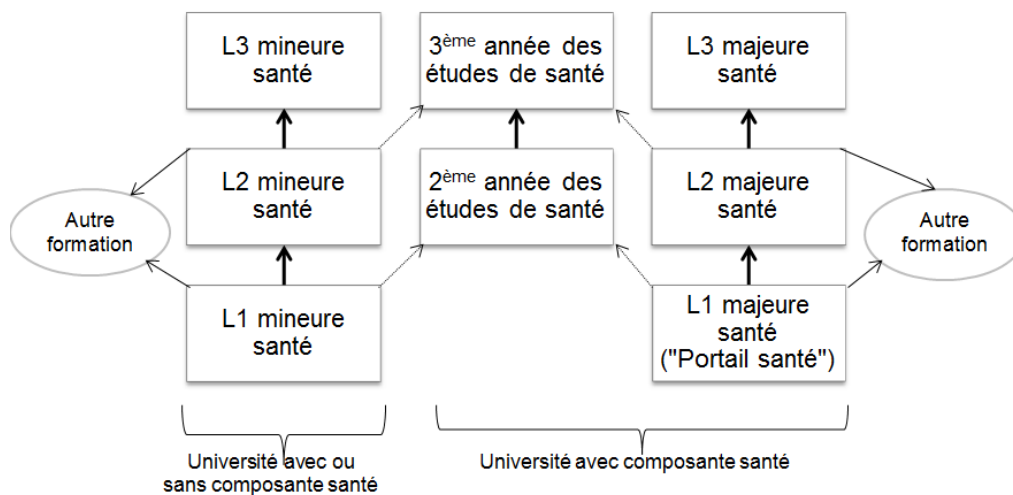 L3 mineure
santé
3ème année des
études de santé
L3 majeure
santé
L2 mineure
santé
2ème année des
études de santé
L2 majeure
santé
Autre
formation
Autre
formation
L1 mineure
santé
L1 majeure
santé
("Portail santé")
Université avec ou
sans composante santé
Université avec composante santé